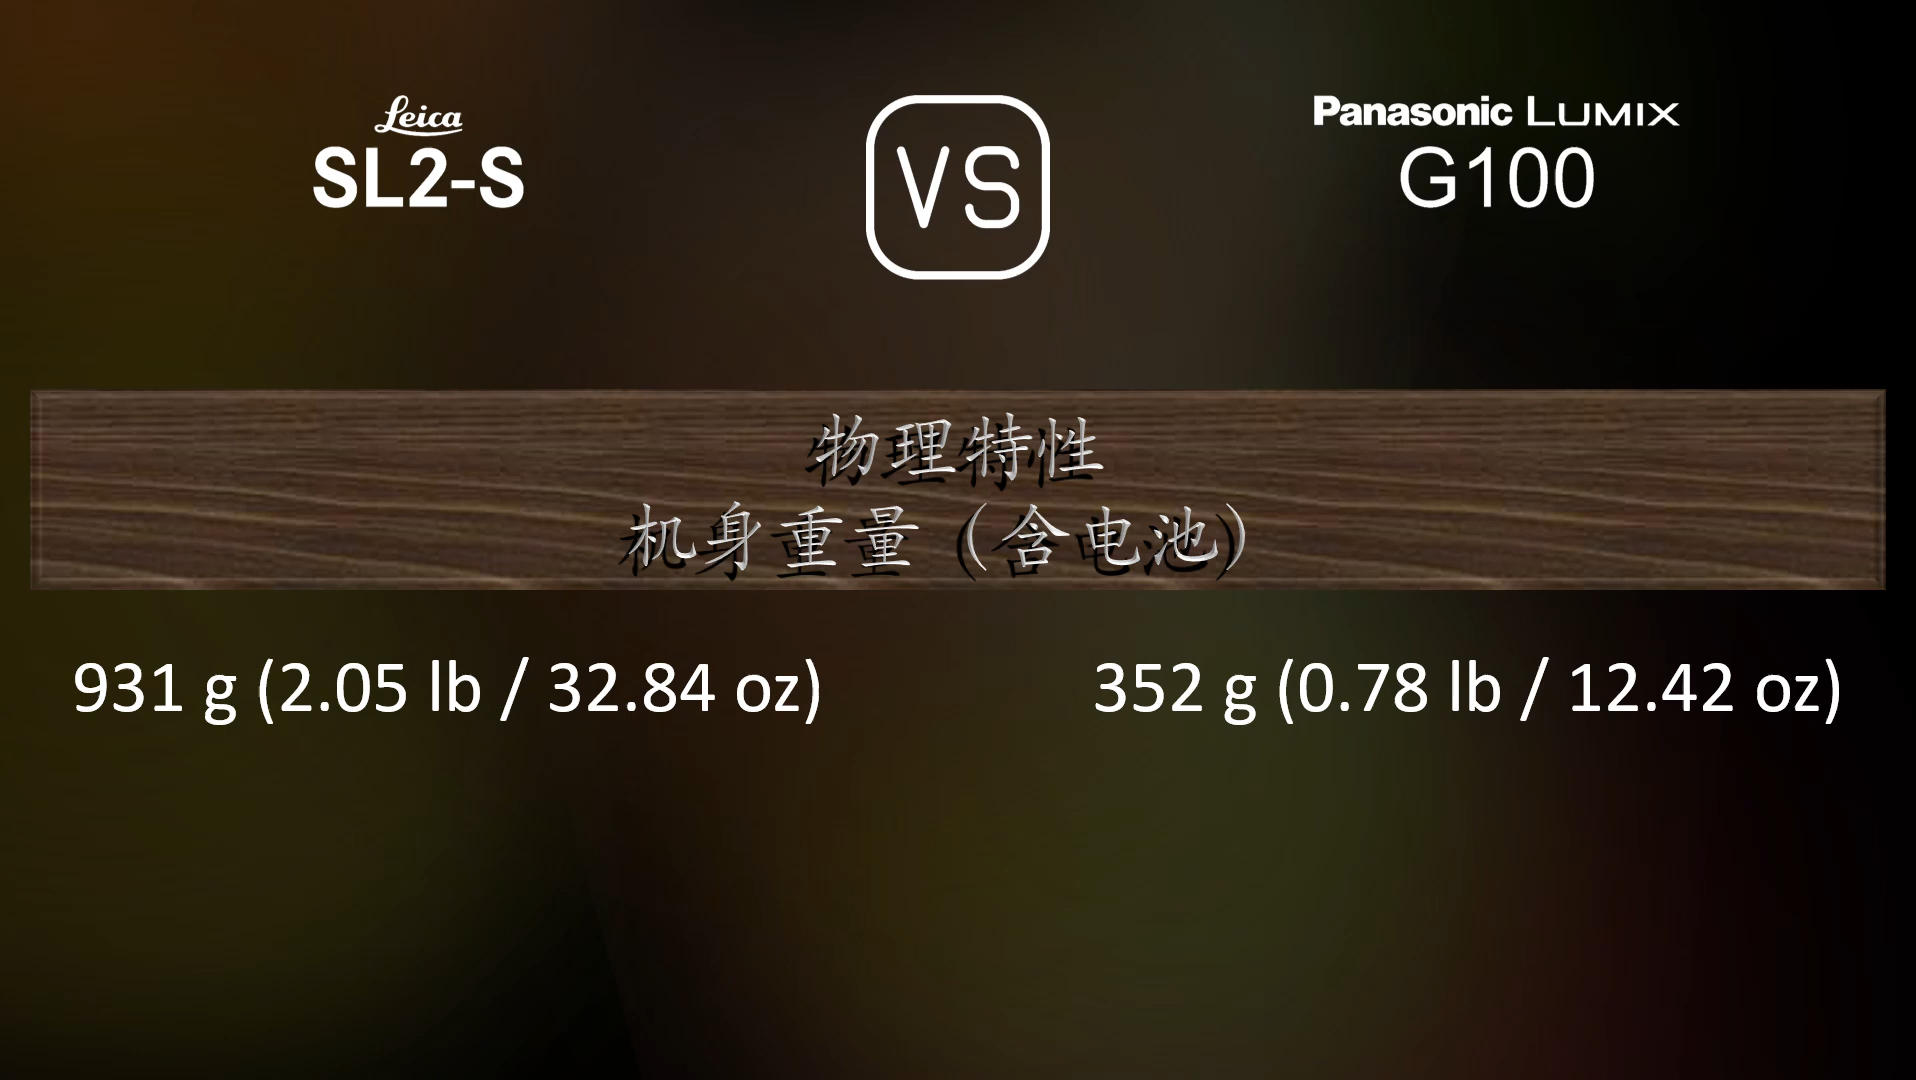 Leica
SL2-S
VS
Panasonic LUMIX
G100
物理特性
机身重量（含电池）
931 g (2.05 lb / 32.84 oz)
352 g (0.78 lb / 12.42 oz)